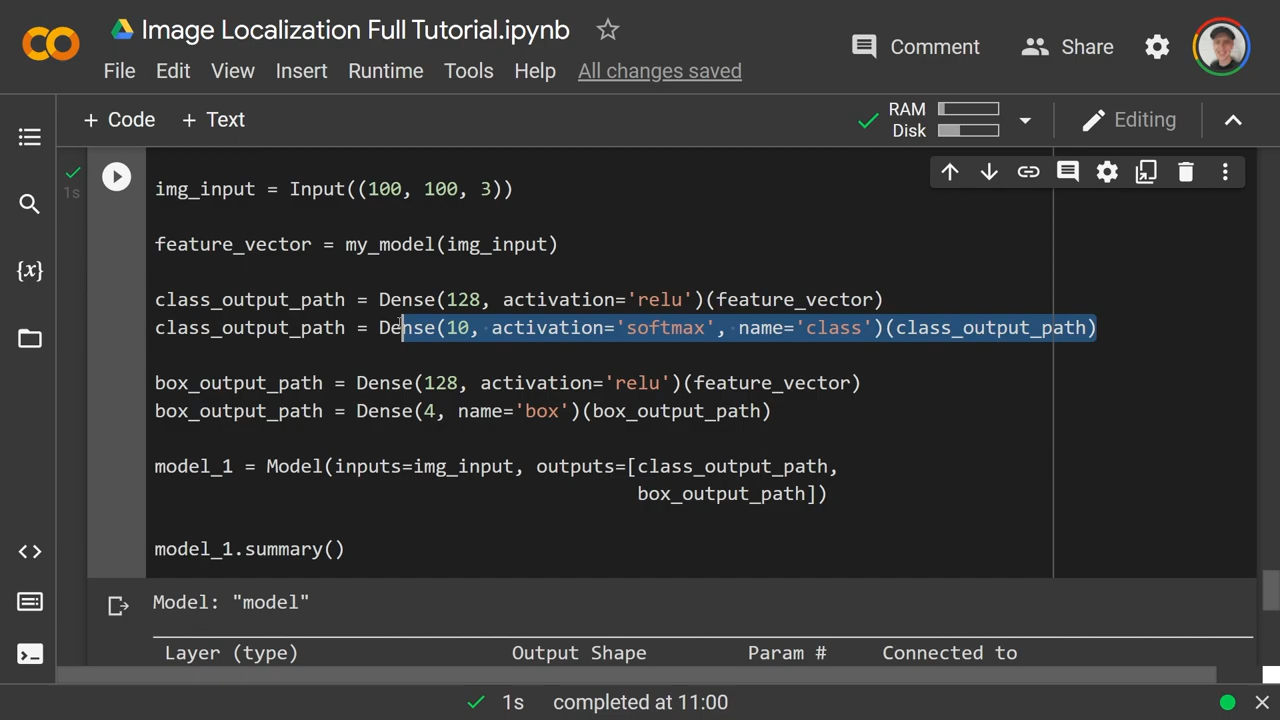 Image Localization Full Tutorial.ipynb
Comment
Share
File Edit View Insert Runtime Tools Help All changes saved
+ Code + Text
RAM
Disk
Editing
1s
img_input = Input((100, 100, 3))
feature_vector = my_model(img_input)
class_output_path = Dense(128, activation='relu')(feature_vector)
class_output_path = Dense(10, activation='softmax', name='class')(class_output_path)
box_output_path = Dense(128, activation='relu')(feature_vector)
box_output_path = Dense(4, name='box')(box_output_path)
model_1 = Model(inputs=img_input, outputs=[class_output_path,
box_output_path])
model_1.summary()
Model: "model"
Layer (type) Output Shape Param # Connected to
1s completed at 11:00